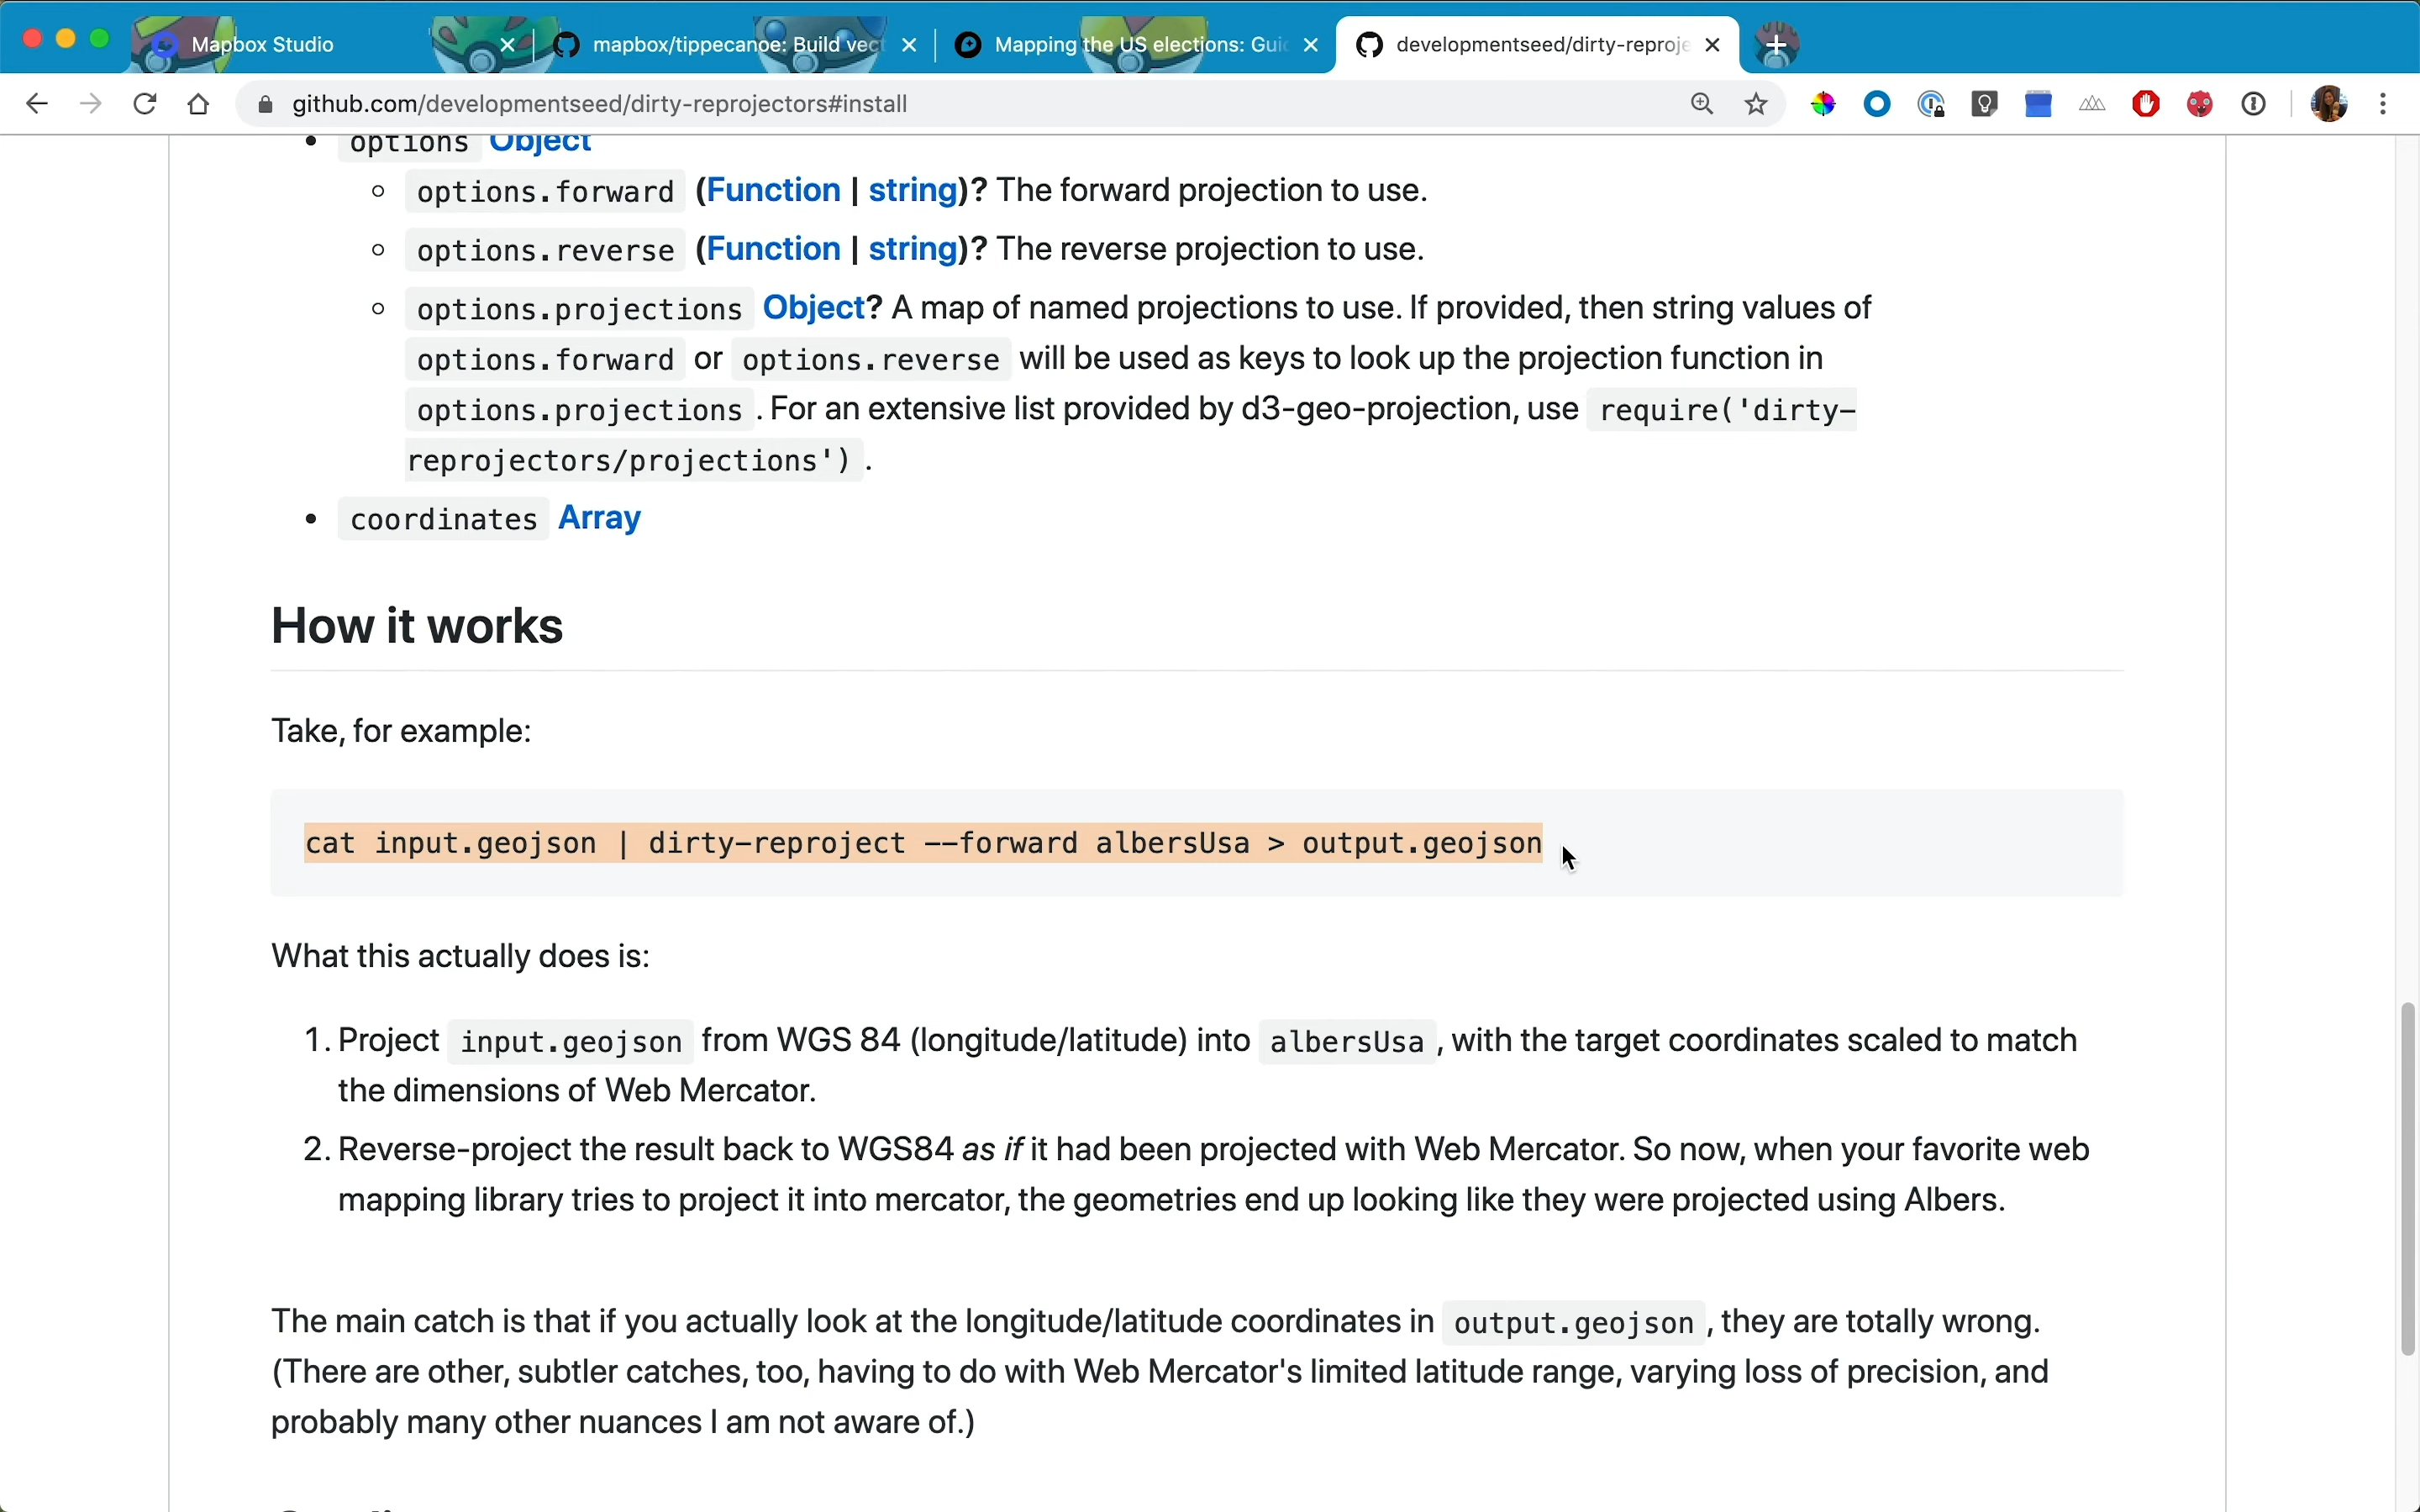 Mapbox Studio
mapbox/tippecanoe: Build vect
Mapping the US elections: Guid
developmentseed/dirty-reproje
github.com/developmentseed/dirty-reprojectors#install
• options Object
○ options.forward (Function | string)? The forward projection to use.
○ options.reverse (Function | string)? The reverse projection to use.
○ options.projections Object? A map of named projections to use. If provided, then string values of
options.forward or options.reverse will be used as keys to look up the projection function in
options.projections . For an extensive list provided by d3-geo-projection, use require('dirty-
reprojectors/projections') .
• coordinates Array
How it works
Take, for example:
cat input.geojson | dirty-reproject --forward albersUsa > output.geojson
What this actually does is:
1. Project input.geojson from WGS 84 (longitude/latitude) into albersUsa , with the target coordinates scaled to match
the dimensions of Web Mercator.
2. Reverse-project the result back to WGS84 as if it had been projected with Web Mercator. So now, when your favorite web
mapping library tries to project it into mercator, the geometries end up looking like they were projected using Albers.
The main catch is that if you actually look at the longitude/latitude coordinates in output.geojson , they are totally wrong.
(There are other, subtler catches, too, having to do with Web Mercator's limited latitude range, varying loss of precision, and
probably many other nuances I am not aware of.)